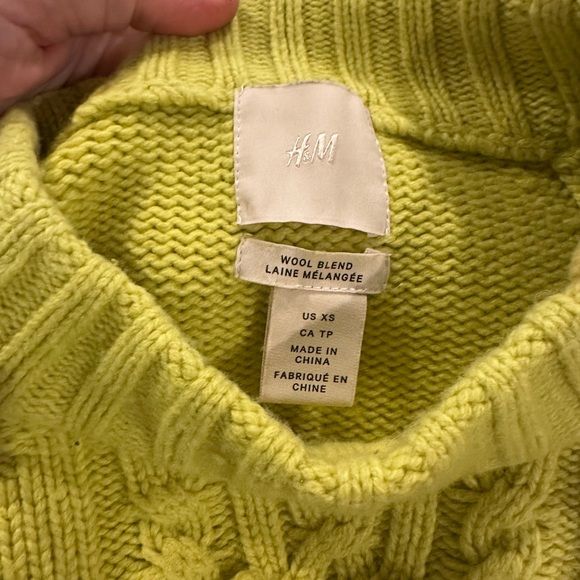 H&M
WOOL BLEND
LAINE MÉLANGÉE
US XS
CA TP
MADE IN
CHINA
FABRIQUÉ EN
CHINE